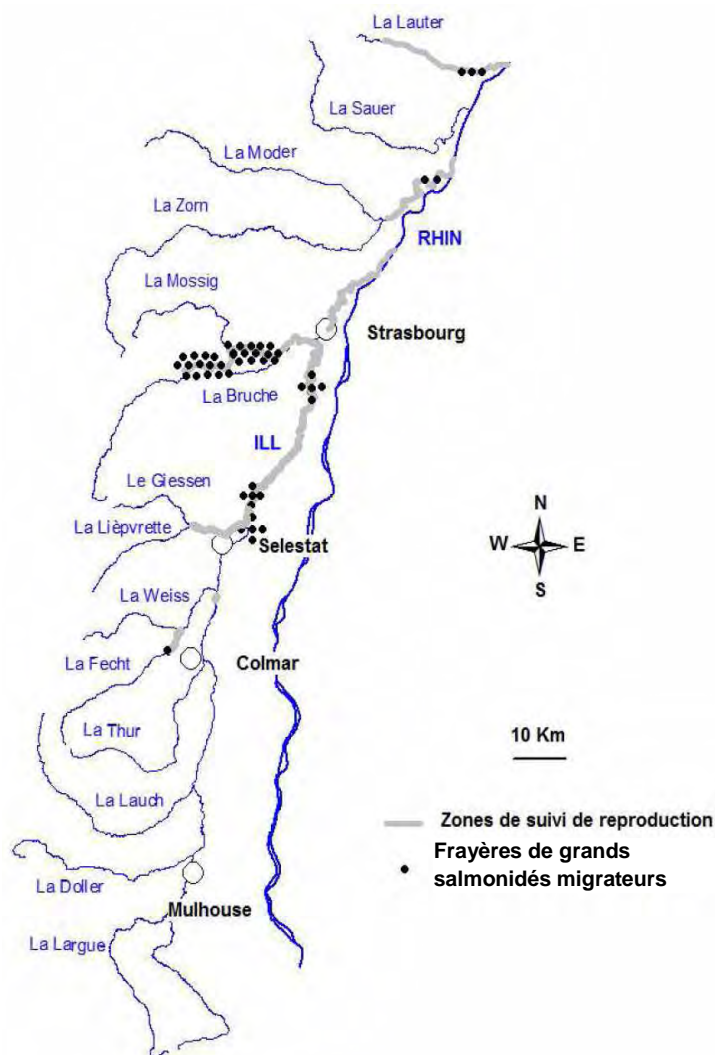 La Lauter
La Sauer
La Moder
La Zorn
RHIN
La Mossig
Strasbourg
La Bruche
ILL
Le Giessen
La Lièpvrette
Selestat
N
W E
S
La Weiss
La Fecht
Colmar
La Thur
10 Km
La Lauch
Zones de suivi de reproduction
Frayères de grands
salmonidés migrateurs
La Doller
Mulhouse
La Largue